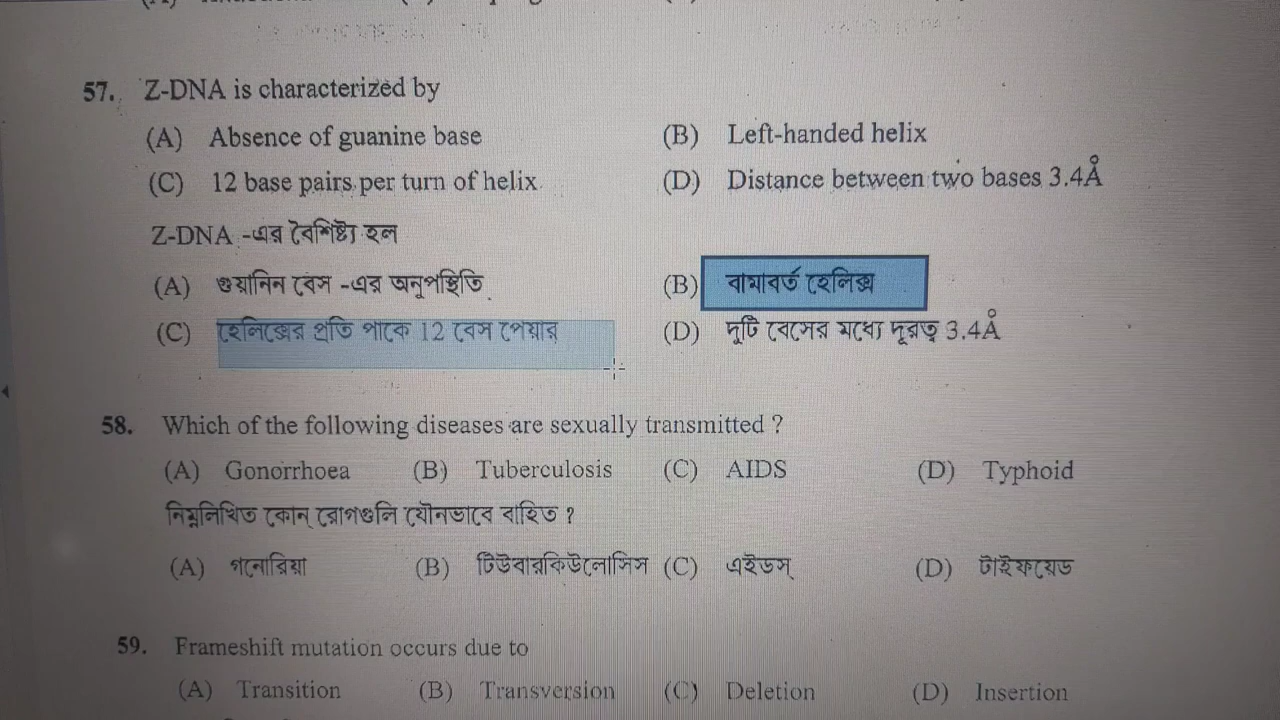 57. Z-DNA is characterized by
(A) Absence of guanine base (B) Left-handed helix
(C) 12 base pairs per turn of helix (D) Distance between two bases 3.4Å
Z-DNA -এর বৈশিষ্ট্য হল
(A) গুয়ানিন বেস -এর অনুপস্থিতি (B) বামাবর্ত হেলিক্স
(C) হেলিক্সের প্রতি পাকে 12 বেস পেয়ার (D) দুটি বেসের মধ্যে দূরত্ব 3.4Å
58. Which of the following diseases are sexually transmitted ?
(A) Gonorrhoea (B) Tuberculosis (C) AIDS (D) Typhoid
নিম্নলিখিত কোন্ রোগগুলি যৌনভাবে বাহিত ?
(A) গনোরিয়া (B) টিউবারকিউলোসিস (C) এইডস্ (D) টাইফয়েড
59. Frameshift mutation occurs due to
(A) Transition (B) Transversion (C) Deletion (D) Insertion